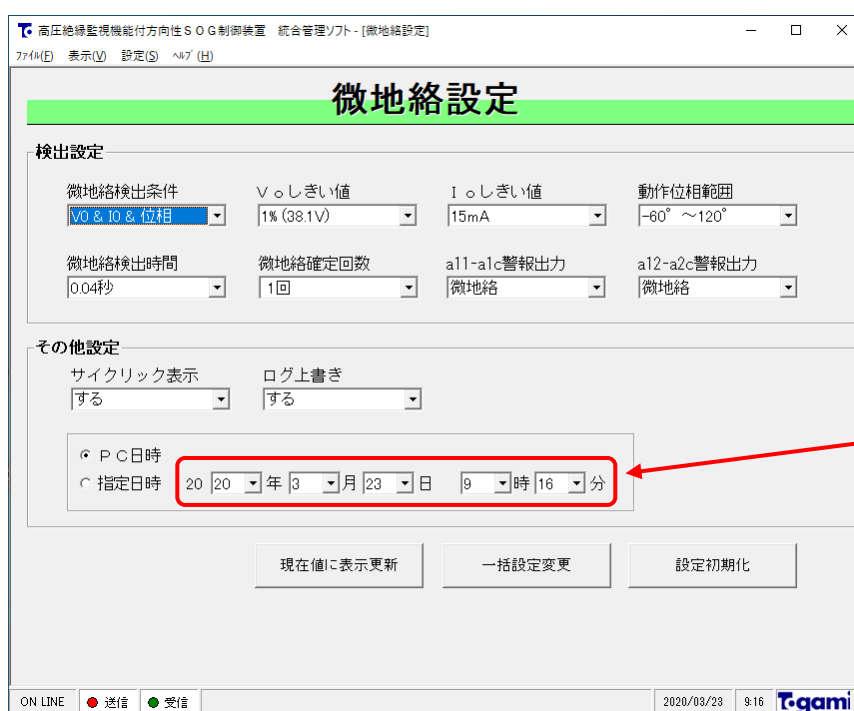 高圧絶縁監視機能付方向性SOG制御装置 統合管理ソフト - [微地絡設定]
ファイル(F) 表示(V) 設定(S) ヘルプ(H)
微地絡設定
検出設定
微地絡検出条件 Voしきい値 Ioしきい値 動作位相範囲
V0 & I0 & 位相 1% (38.1V) 15mA -60° ~120°
微地絡検出時間 微地絡確定回数 a11-a1c警報出力 a12-a2c警報出力
0.04秒 1回 微地絡 微地絡
その他設定
サイクリック表示 ログ上書き
する する
PC日時
指定日時 20 20 年 3 月 23 日 9 時 16 分
現在値に表示更新 一括設定変更 設定初期化
ON LINE 送信 受信 2020/03/23 9:16 Togami